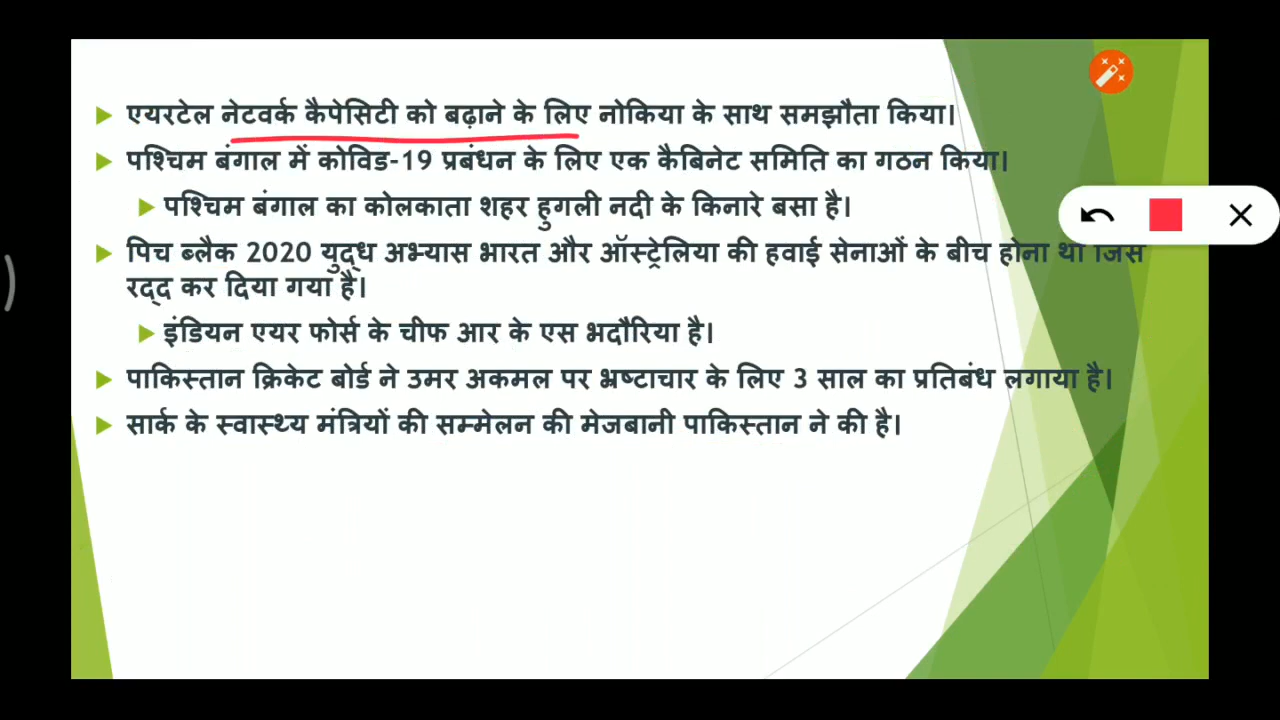 एयरटेल नेटवर्क कैपेसिटी को बढ़ाने के लिए नोकिया के साथ समझौता किया।
पश्चिम बंगाल में कोविड-19 प्रबंधन के लिए एक कैबिनेट समिति का गठन किया।
पश्चिम बंगाल का कोलकाता शहर हुगली नदी के किनारे बसा है।
पिच ब्लैक 2020 युद्ध अभ्यास भारत और ऑस्ट्रेलिया की हवाई सेनाओं के बीच होना था जिस
रद्द कर दिया गया है।
इंडियन एयर फोर्स के चीफ आर के एस भदौरिया है।
पाकिस्तान क्रिकेट बोर्ड ने उमर अकमल पर भ्रष्टाचार के लिए 3 साल का प्रतिबंध लगाया है।
सार्क के स्वास्थ्य मंत्रियों की सम्मेलन की मेजबानी पाकिस्तान ने की है।